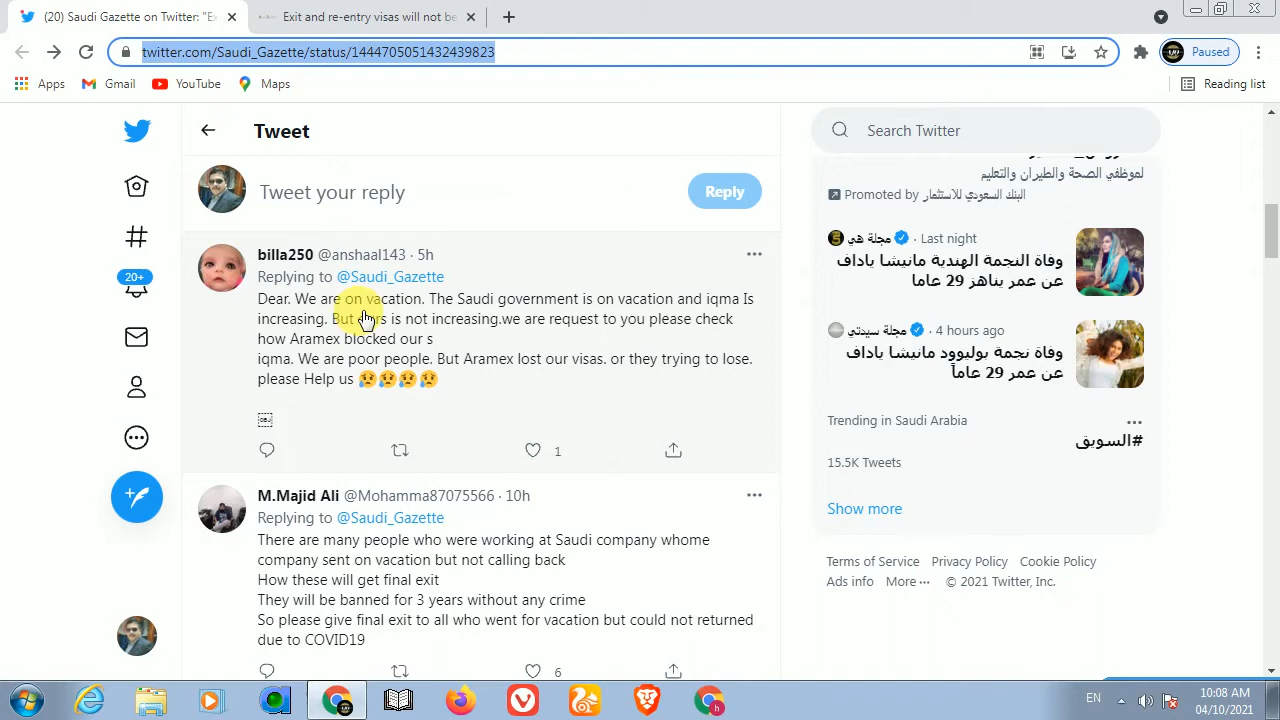 (20) Saudi Gazette on Twitter: "Ex
Exit and re-entry visas will not be
twitter.com/Saudi_Gazette/status/1444705051432439823
Paused
Apps
Gmail
YouTube
Maps
Reading list
Tweet
Search Twitter
Tweet your reply
Reply
20+
billa250 @anshaal143 · 5h
Replying to @Saudi_Gazette
Dear. We are on vacation. The Saudi government is on vacation and iqma Is
increasing. But ours is not increasing.we are request to you please check
how Aramex blocked our s
iqma. We are poor people. But Aramex lost our visas. or they trying to lose.
please Help us 😥😥😥😥
1
M.Majid Ali @Mohamma87075566 · 10h
Replying to @Saudi_Gazette
There are many people who were working at Saudi company whome
company sent on vacation but not calling back
How these will get final exit
They will be banned for 3 years without any crime
So please give final exit to all who went for vacation but could not returned
due to COVID19
6
لموظفي الصحة والطيران والتعليم
Promoted by البنك السعودي للاستثمار
مجلة هي · Last night
وفاة النجمة الهندية مانيشا ياداف
عن عمر يناهز 29 عاما
مجلة سيدتي · 4 hours ago
وفاة نجمة بوليوود مانيشا ياداف
عن عمر 29 عاماً
Trending in Saudi Arabia
#السويق
15.5K Tweets
Show more
Terms of Service Privacy Policy Cookie Policy
Ads info More ··· © 2021 Twitter, Inc.
EN
10:08 AM
04/10/2021